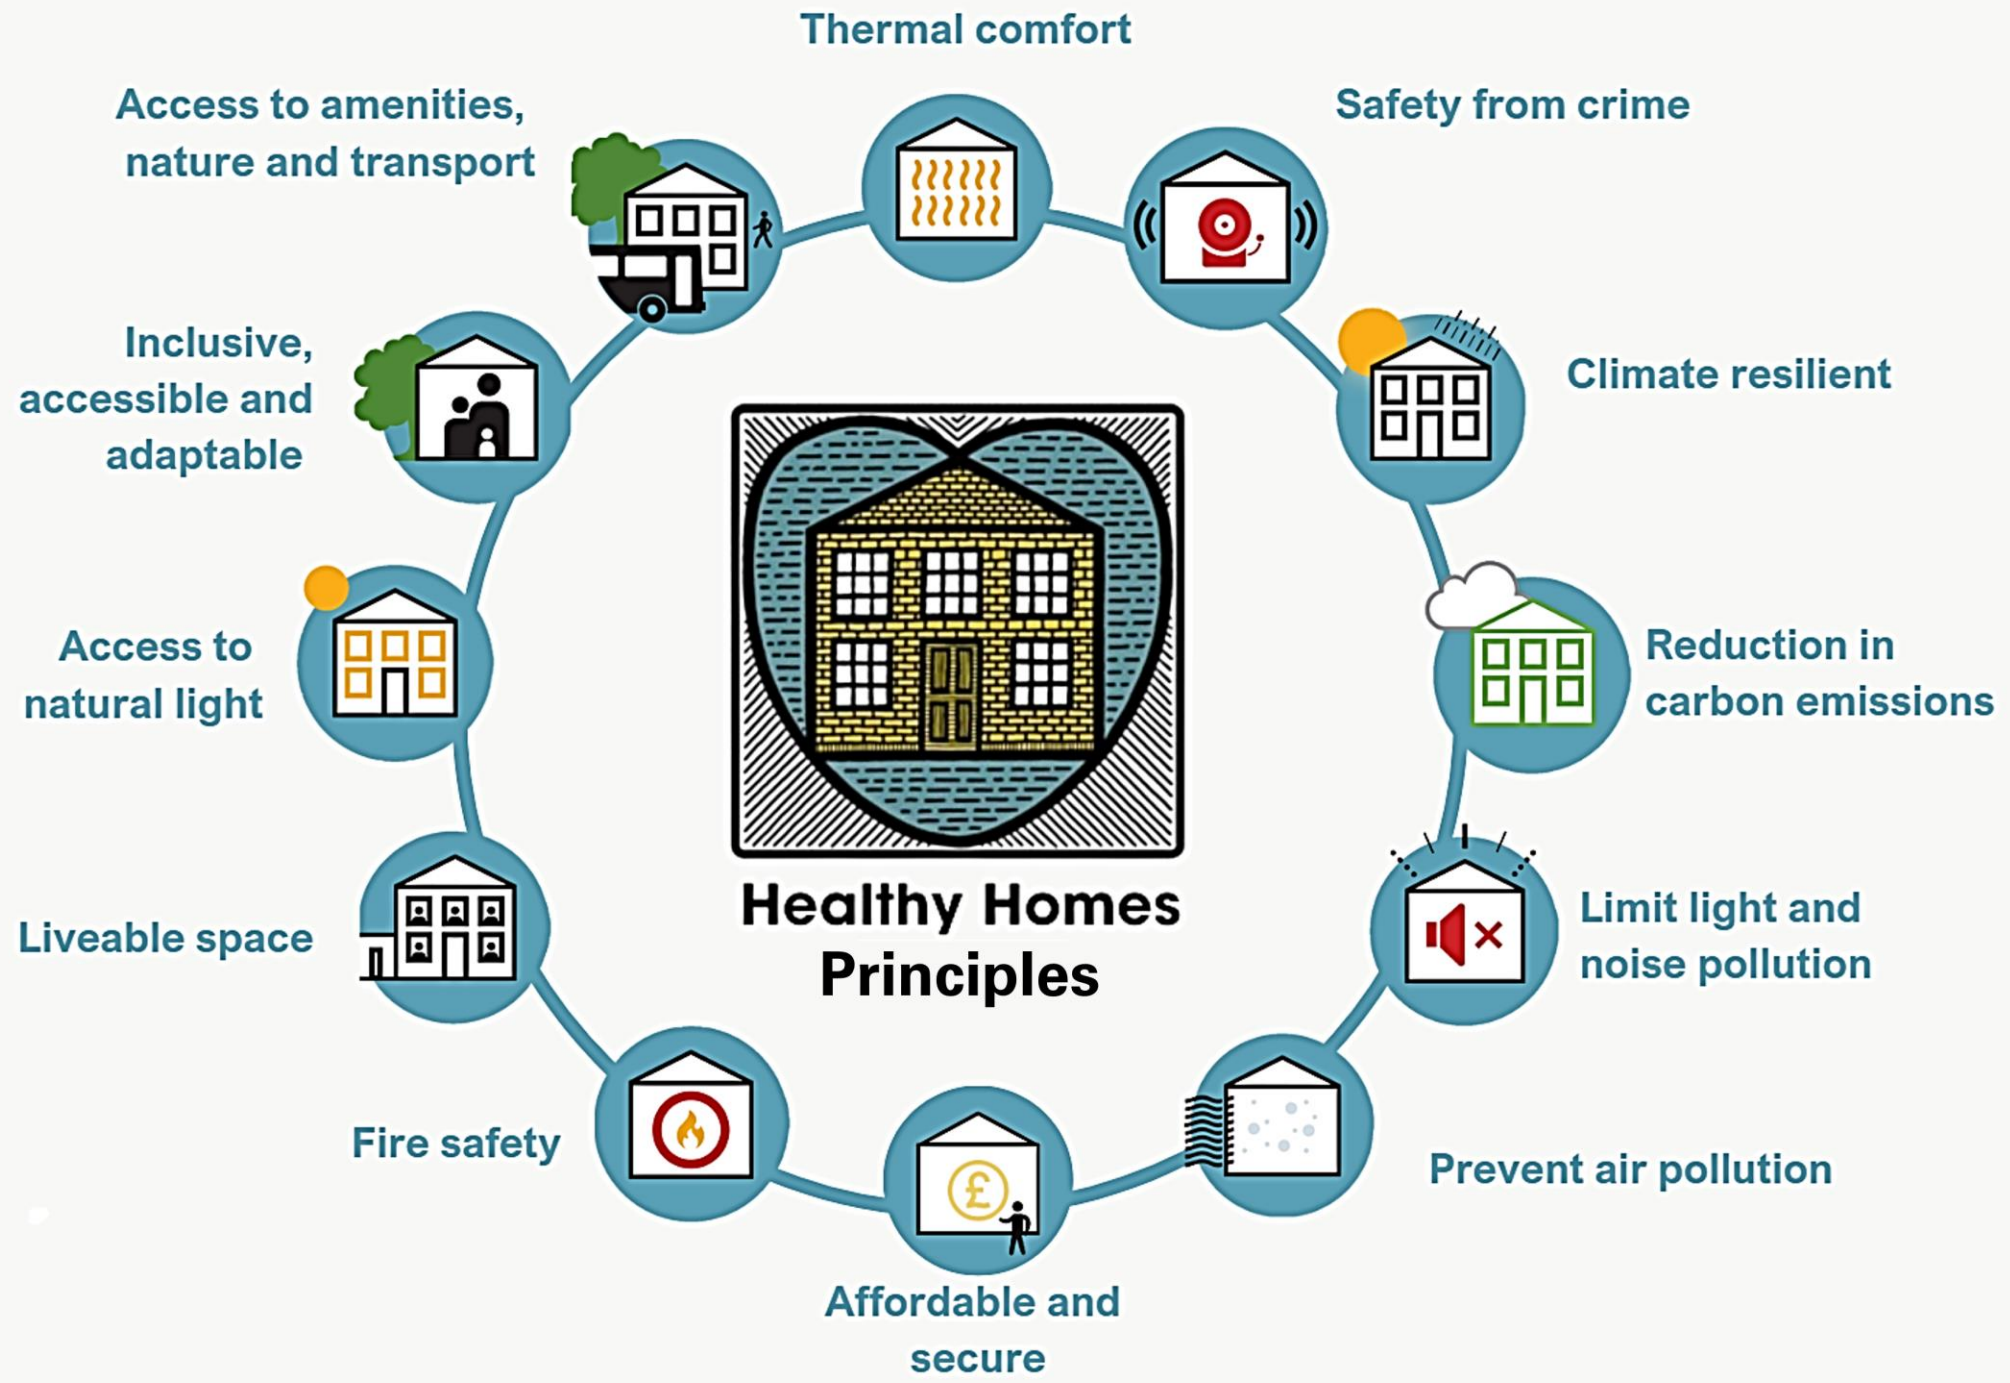 Thermal comfort
Safety from crime
Climate resilient
Reduction in
carbon emissions
Limit light and
noise pollution
Prevent air pollution
Affordable and
secure
Fire safety
Liveable space
Access to
natural light
Inclusive,
accessible and
adaptable
Access to amenities,
nature and transport
£
Healthy Homes
Principles